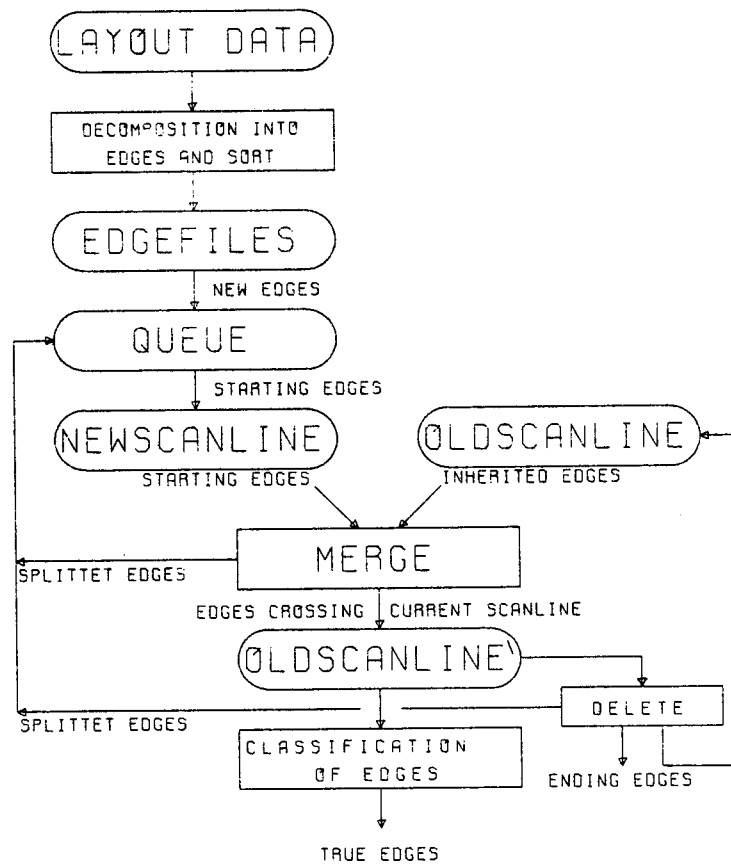 LAYOUT DATA
DECOMPOSITION INTO
EDGES AND SORT
EDGEFILES
NEW EDGES
QUEUE
STARTING EDGES
NEWSCANLINE
OLDSCANLINE
STARTING EDGES
INHERITED EDGES
MERGE
SPLITTET EDGES
EDGES CROSSING CURRENT SCANLINE
OLDSCANLINE'
DELETE
SPLITTET EDGES
CLASSIFICATION
OF EDGES
ENDING EDGES
TRUE EDGES